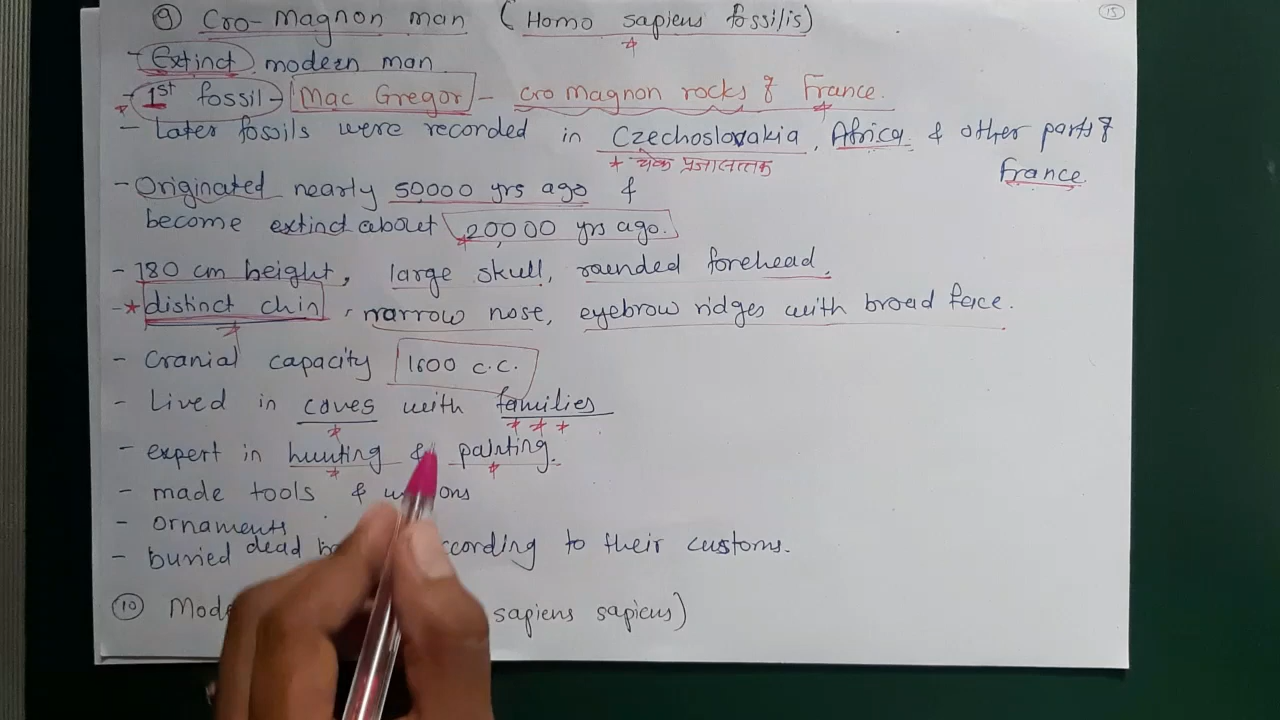 15
⑨ Cro-Magnon man (Homo sapiens fossilis)
- Extinct modern man
- 1st fossil - Mac Gregor - cro magnon rocks of France.
- Later fossils were recorded in Czechoslovakia, Africa & other parts of
France
- Originated nearly 50000 yrs ago &
become extinct about 20,000 yrs ago.
- 180 cm height, large skull, rounded forehead,
- distinct chin, narrow nose, eyebrow ridges with broad face.
- Cranial capacity 1600 c.c.
- Lived in caves with families
- expert in hunting & painting.
- made tools &
- ornaments
- buried dead according to their customs.
⑩ sapiens sapicus)